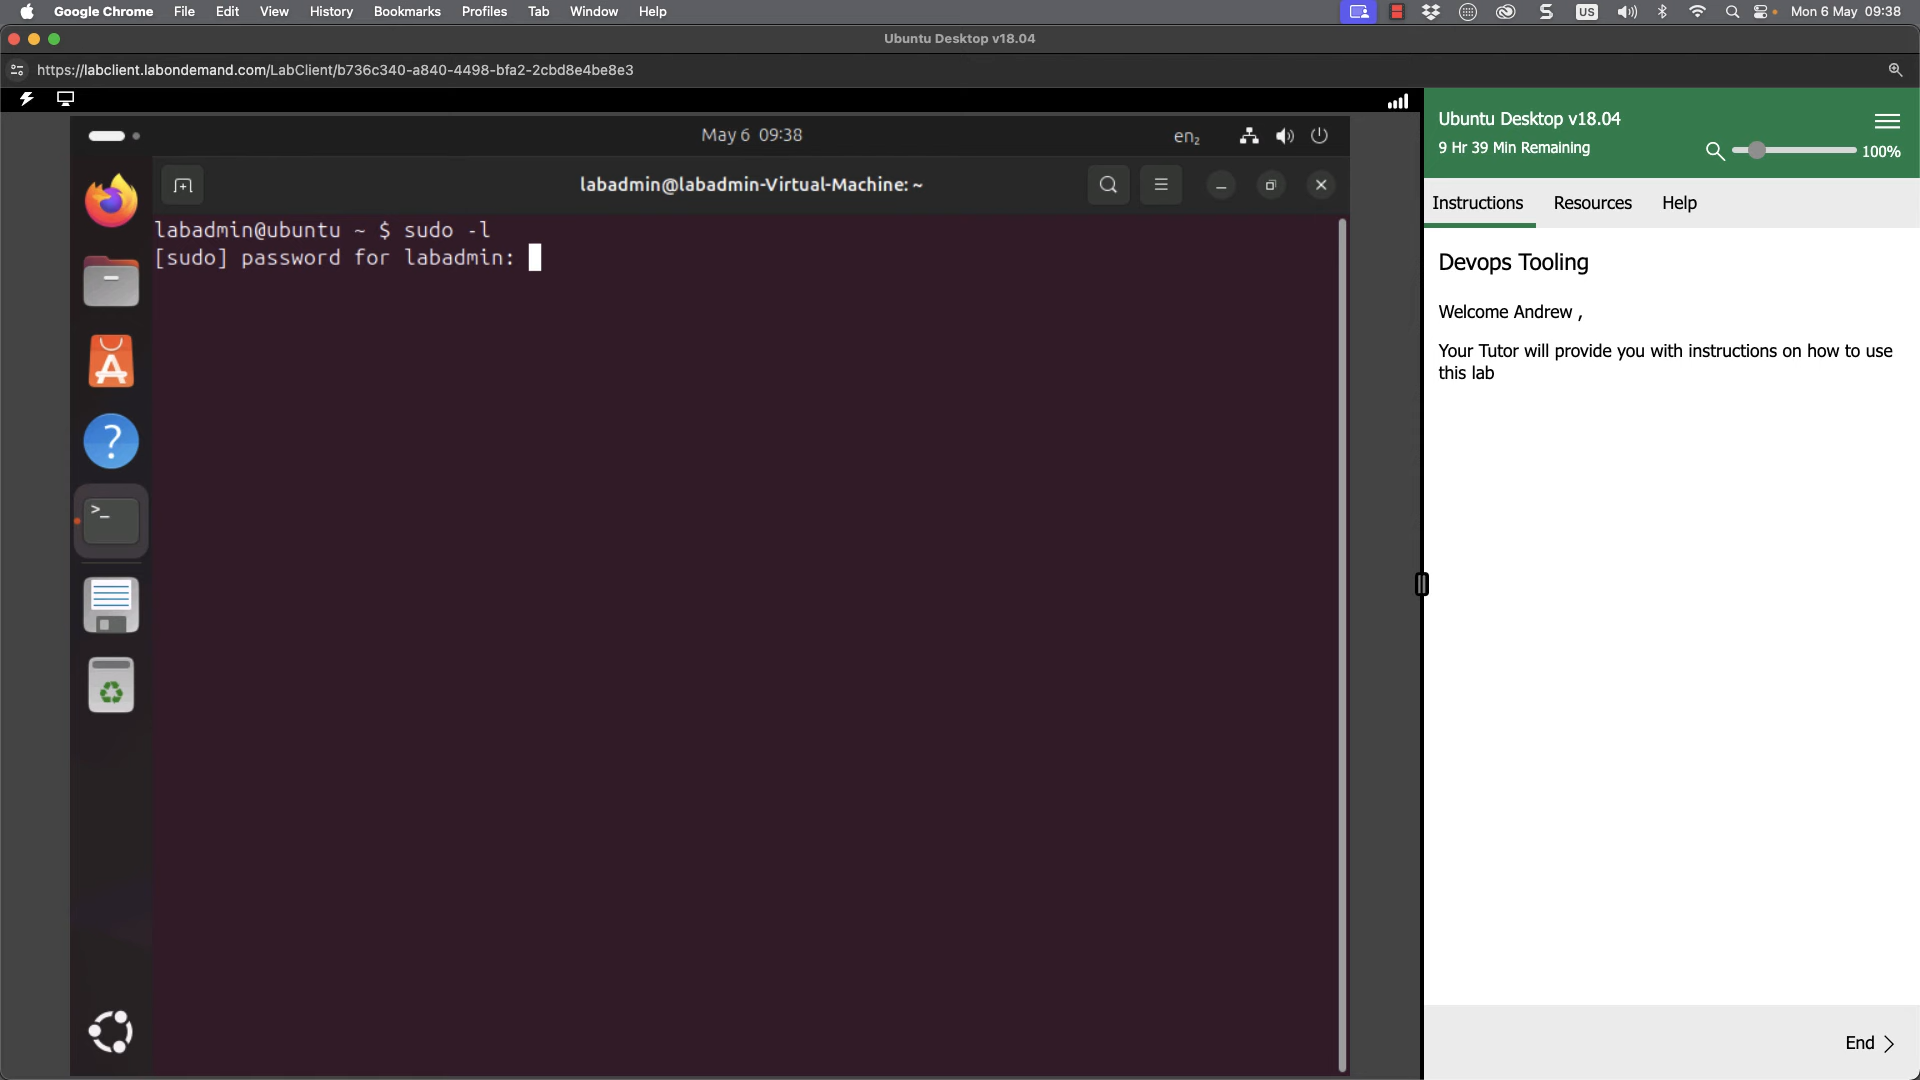 Google Chrome File Edit View History Bookmarks Profiles Tab Window Help US Mon 6 May 09:38
Ubuntu Desktop v18.04
https://labclient.labondemand.com/LabClient/b736c340-a840-4498-bfa2-2cbd8e4be8e3
May 6 09:38
en₂
labadmin@labadmin-Virtual-Machine: ~
labadmin@ubuntu ~ $ sudo -l
[sudo] password for labadmin:
Ubuntu Desktop v18.04
9 Hr 39 Min Remaining
100%
Instructions Resources Help
Devops Tooling
Welcome Andrew ,
Your Tutor will provide you with instructions on how to use
this lab
End